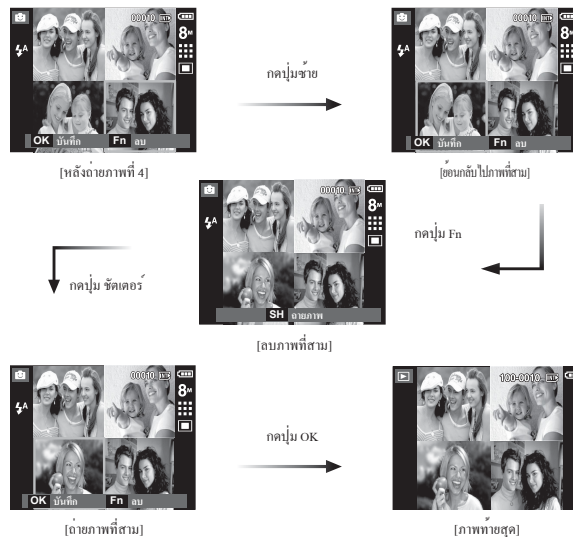 00010 INT
8M
A
OK บันทึก Fn ลบ
[หลังถ่ายภาพที่ 4]
กดปุ่มซ้าย
00010 INT
8M
A
OK บันทึก Fn ลบ
[ย้อนกลับไปภาพที่สาม]
กดปุ่ม Fn
00010 INT
8M
A
SH ถ่ายภาพ
[ลบภาพที่สาม]
กดปุ่ม ชัตเตอร์
00010 INT
8M
A
OK บันทึก Fn ลบ
[ถ่ายภาพที่สาม]
กดปุ่ม OK
100-0010 INT
[ภาพท้ายสุด]